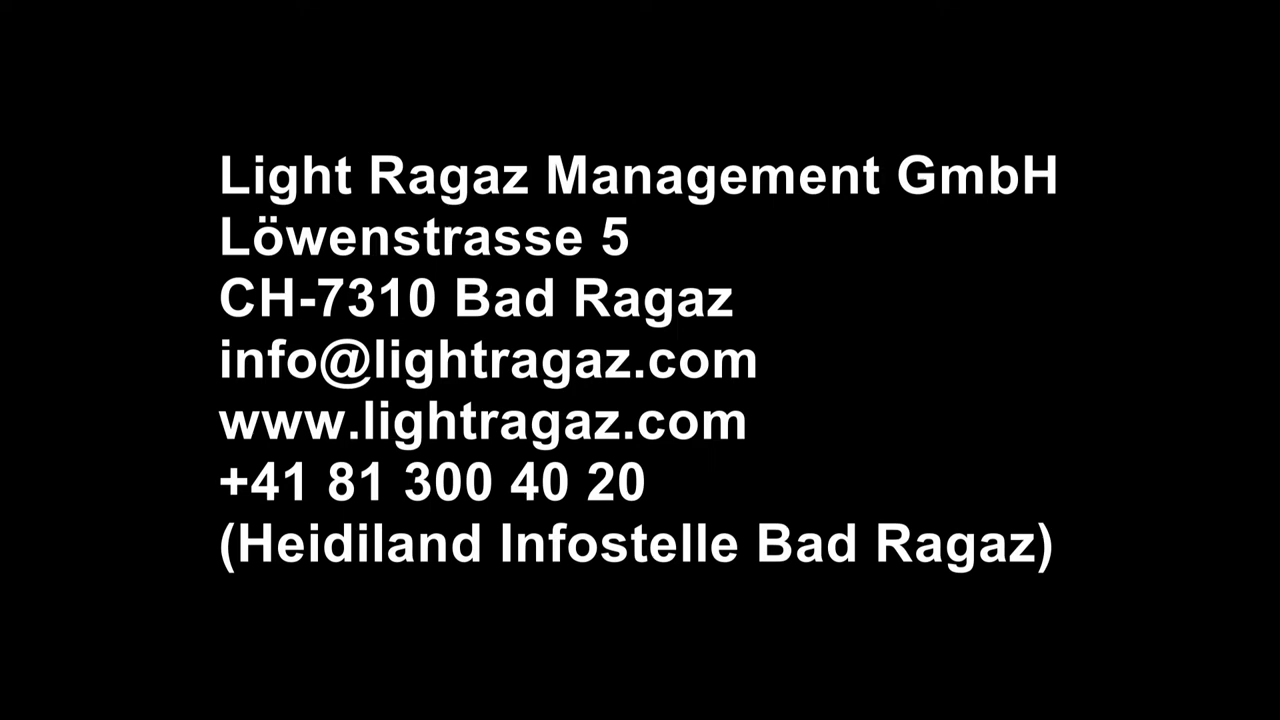 Light Ragaz Management GmbH
Löwenstrasse 5
CH-7310 Bad Ragaz
info@lightragaz.com
www.lightragaz.com
+41 81 300 40 20
(Heidiland Infostelle Bad Ragaz)